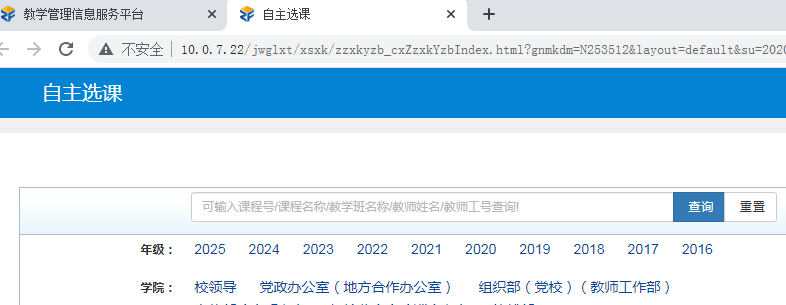 教学管理信息服务平台 自主选课
不安全 10.0.7.22/jwglxt/xsxk/zzxkyzb_cxZzxkYzbIndex.html?gnmkdm=N253512&layout=default&su=2020
自主选课
可输入课程号/课程名称/教学班名称/教师姓名/教师工号查询! 查询 重置
年级： 2025 2024 2023 2022 2021 2020 2019 2018 2017 2016
学院： 校领导 党政办公室（地方合作办公室） 组织部（党校）（教师工作部）